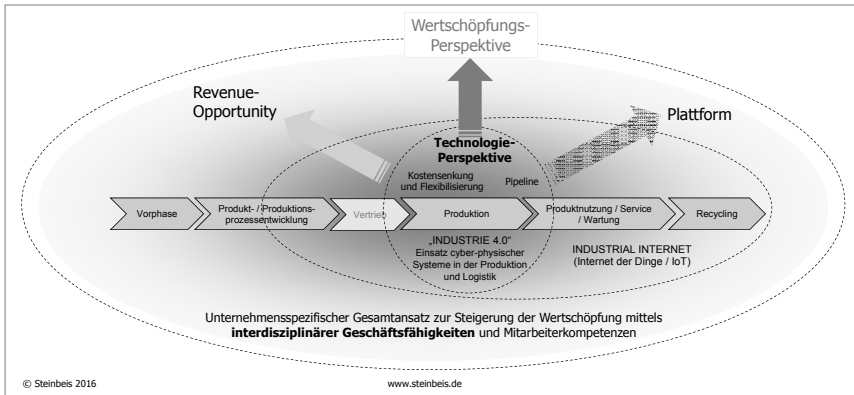 Wertschöpfungs-
Perspektive
Revenue-
Opportunity
Plattform
Technologie-
Perspektive
Kostensenkung
und Flexibilisierung
Pipeline
Vorphase
Produkt- / Produktions-
prozessentwicklung
Vertrieb
Produktion
Produktnutzung / Service
/ Wartung
Recycling
„INDUSTRIE 4.0"
Einsatz cyber-physischer
Systeme in der Produktion
und Logistik
INDUSTRIAL INTERNET
(Internet der Dinge / IoT)
Unternehmensspezifischer Gesamtansatz zur Steigerung der Wertschöpfung mittels
interdisziplinärer Geschäftsfähigkeiten und Mitarbeiterkompetenzen
© Steinbeis 2016
www.steinbeis.de